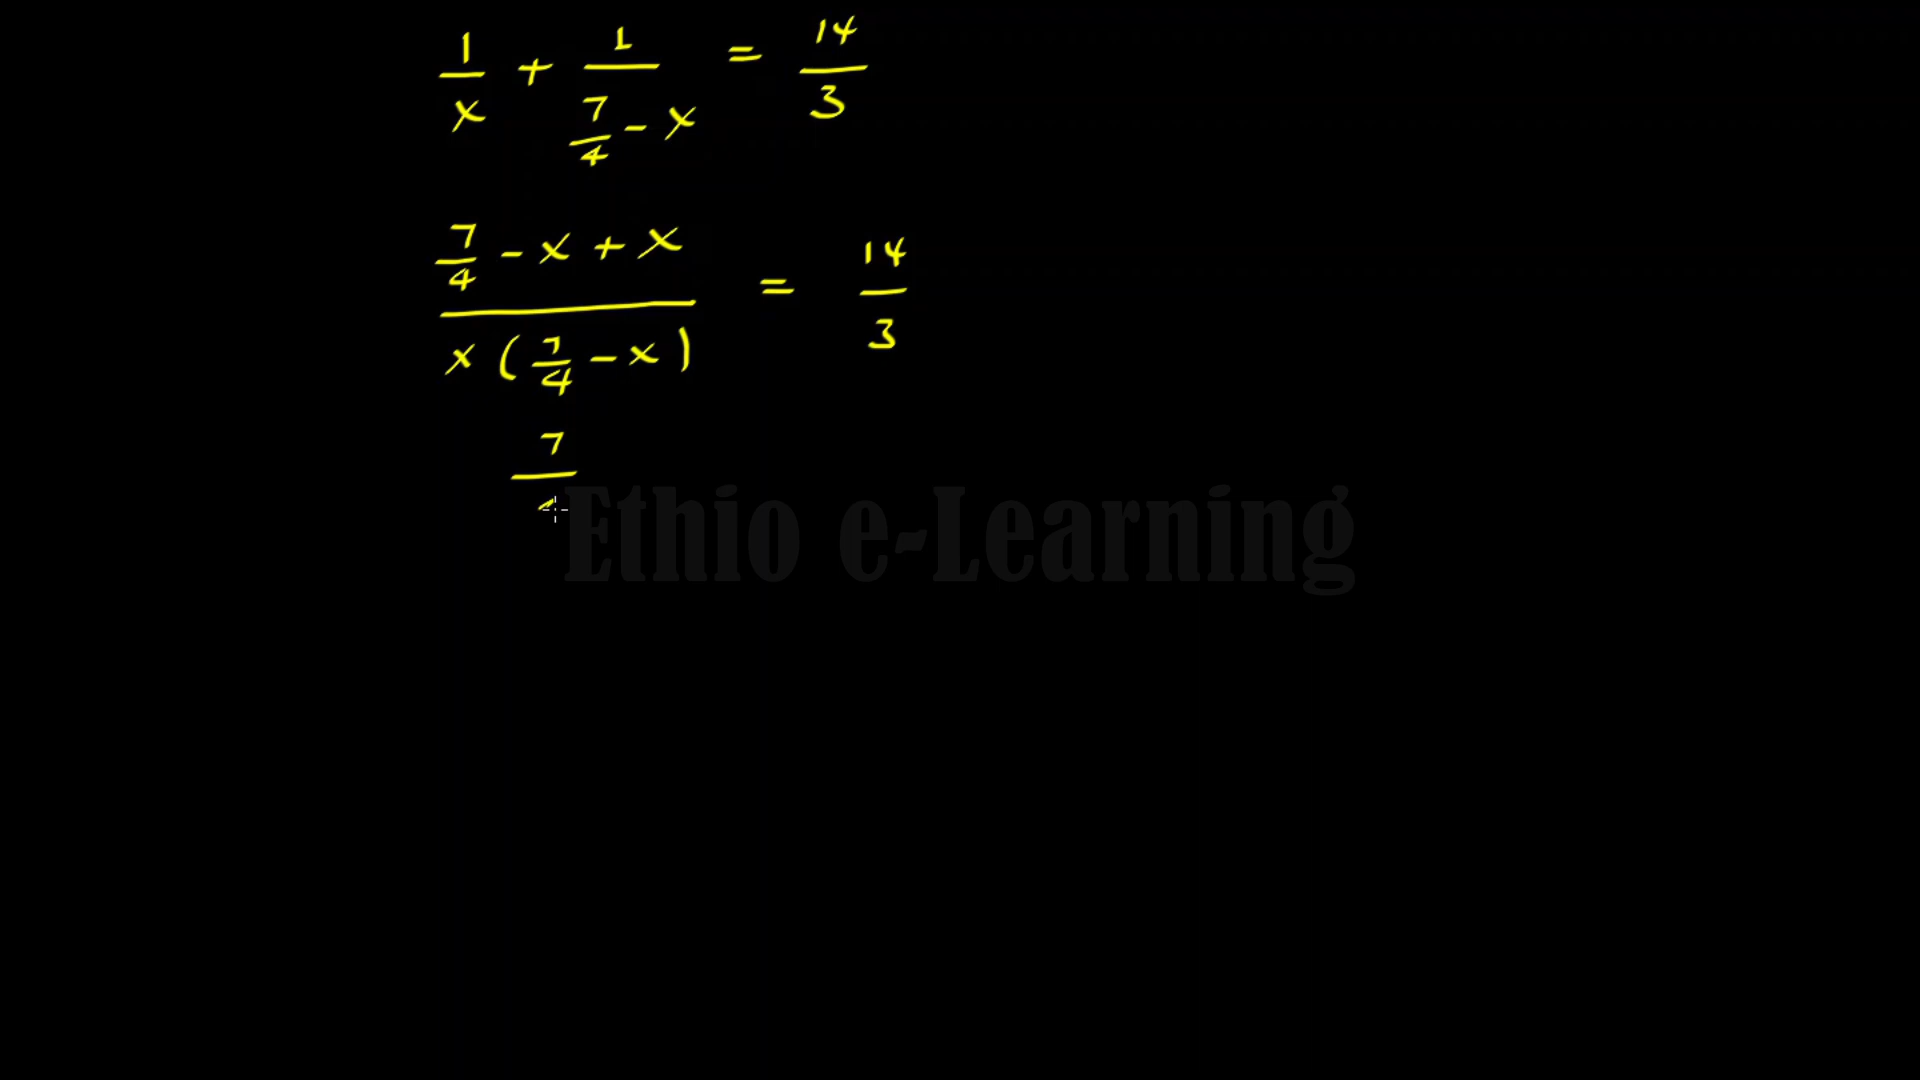 1/x + 1/(7/4 - x) = 14/3
(7/4 - x + x)/(x(7/4 - x)) = 14/3
7/
Ethio e-Learning